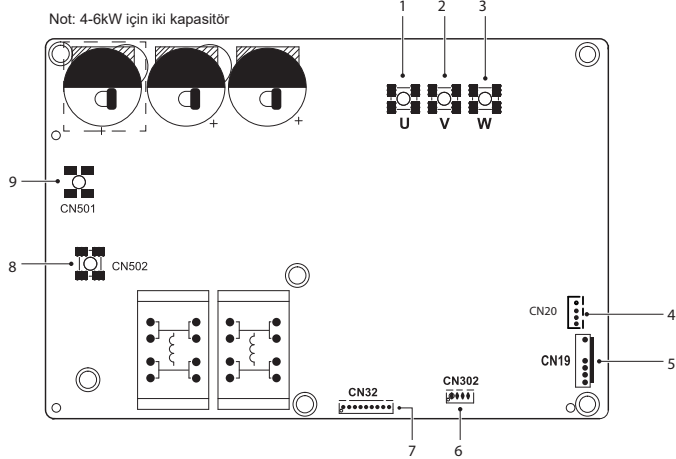 Not: 4-6kW için iki kapasitör
1 2 3
U V W
9
CN501
8
CN502
CN20
4
CN19
5
CN32
CN302
7
6